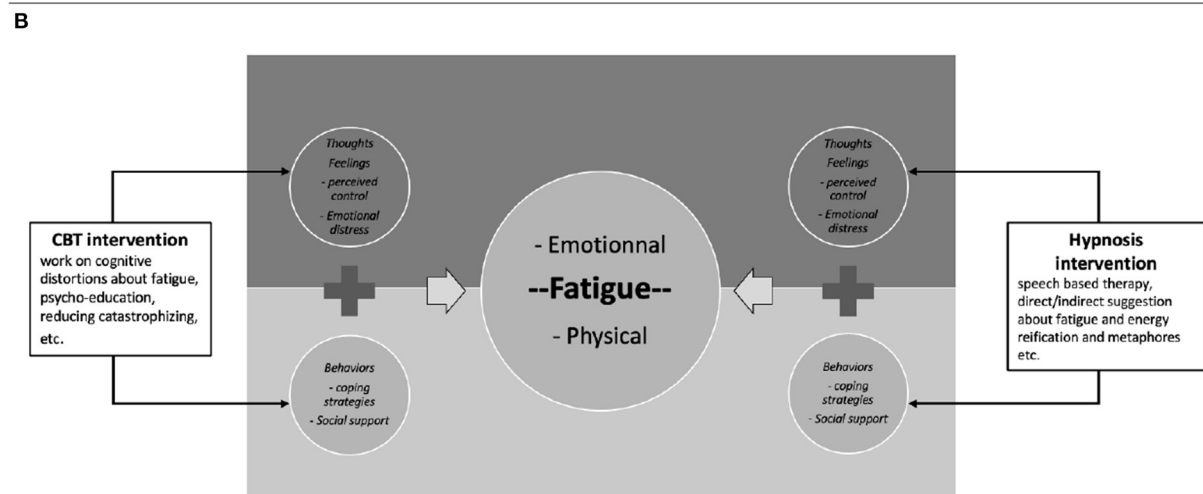 B
CBT intervention
work on cognitive
distortions about fatigue,
psycho-education,
reducing catastrophizing,
etc.
Thoughts
Feelings
- perceived
control
- Emotional
distress
Behaviors
- coping
strategies
- Social support
- Emotionnal
--Fatigue--
- Physical
Thoughts
Feelings
- perceived
control
- Emotional
distress
Behaviors
- coping
strategies
- Social support
Hypnosis
intervention
speech based therapy,
direct/indirect suggestion
about fatigue and energy
reification and metaphores
etc.